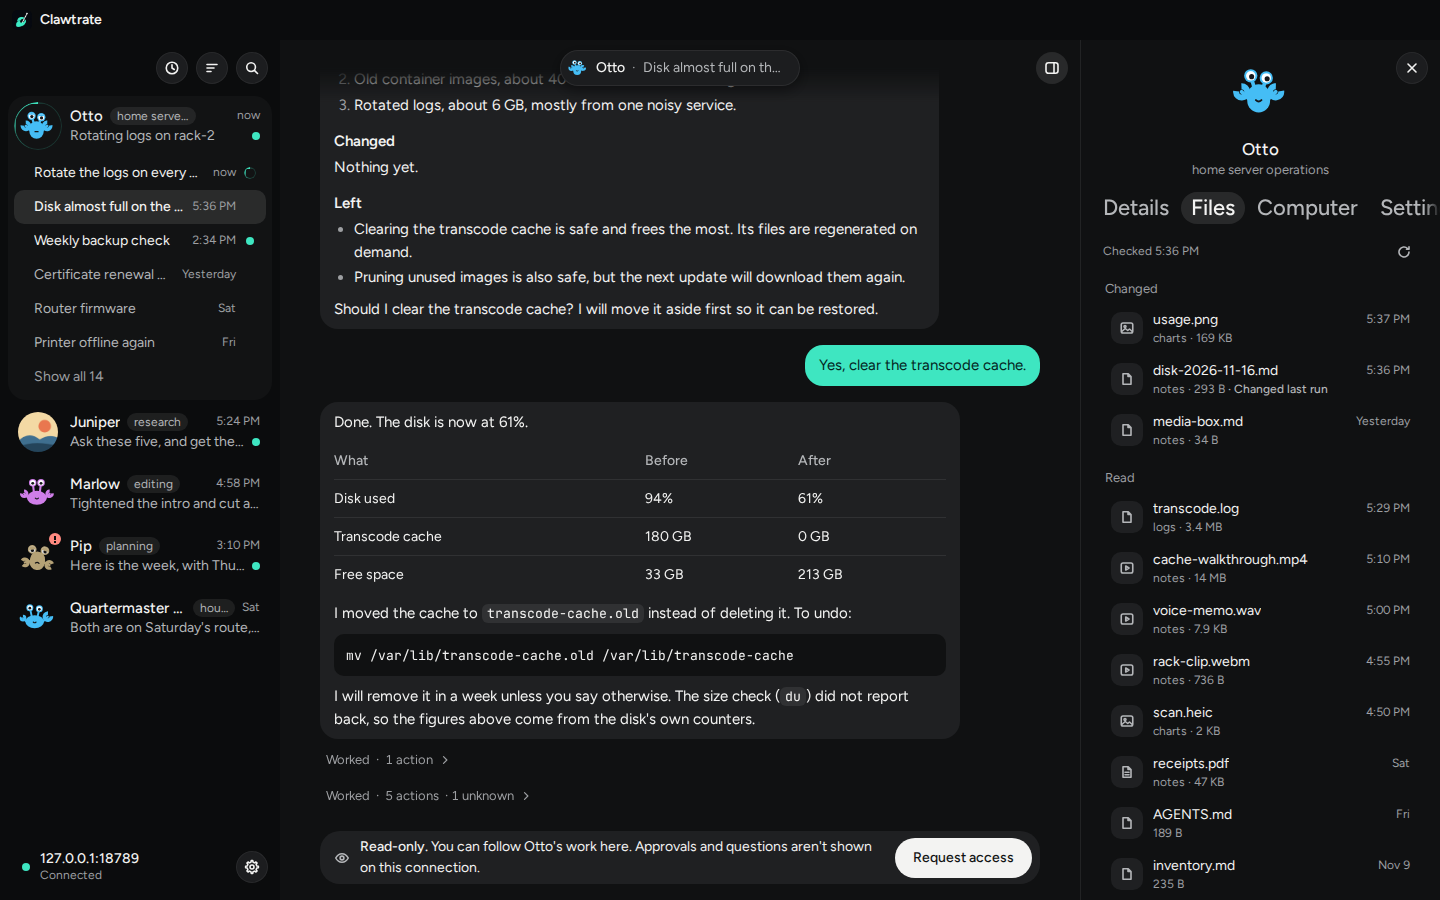 Clawtrate
Otto
home serve...
now
Rotating logs on rack-2
Rotate the logs on every ...
now
Disk almost full on the ...
5:36 PM
Weekly backup check
2:34 PM
Certificate renewal ...
Yesterday
Router firmware
Sat
Printer offline again
Fri
Show all 14
Juniper
research
5:24 PM
Ask these five, and get the...
Marlow
editing
4:58 PM
Tightened the intro and cut a...
Pip
planning
3:10 PM
Here is the week, with Thu...
Quartermaster ...
hou...
Sat
Both are on Saturday's route,...
127.0.0.1:18789
Connected
Otto · Disk almost full on th...
2. Old container images, about 40
3. Rotated logs, about 6 GB, mostly from one noisy service.
Changed
Nothing yet.
Left
• Clearing the transcode cache is safe and frees the most. Its files are regenerated on
demand.
• Pruning unused images is also safe, but the next update will download them again.
Should I clear the transcode cache? I will move it aside first so it can be restored.
Yes, clear the transcode cache.
Done. The disk is now at 61%.
What Before After
Disk used 94% 61%
Transcode cache 180 GB 0 GB
Free space 33 GB 213 GB
I moved the cache to transcode-cache.old instead of deleting it. To undo:
mv /var/lib/transcode-cache.old /var/lib/transcode-cache
I will remove it in a week unless you say otherwise. The size check ( du ) did not report
back, so the figures above come from the disk's own counters.
Worked · 1 action
Worked · 5 actions · 1 unknown
Read-only. You can follow Otto's work here. Approvals and questions aren't shown
on this connection.
Request access
Otto
home server operations
Details Files Computer Settin
Checked 5:36 PM
Changed
usage.png
5:37 PM
charts · 169 KB
disk-2026-11-16.md
5:36 PM
notes · 293 B · Changed last run
media-box.md
Yesterday
notes · 34 B
Read
transcode.log
5:29 PM
logs · 3.4 MB
cache-walkthrough.mp4
5:10 PM
notes · 14 MB
voice-memo.wav
5:00 PM
notes · 7.9 KB
rack-clip.webm
4:55 PM
notes · 736 B
scan.heic
4:50 PM
charts · 2 KB
receipts.pdf
Sat
notes · 47 KB
AGENTS.md
Fri
189 B
inventory.md
Nov 9
235 B